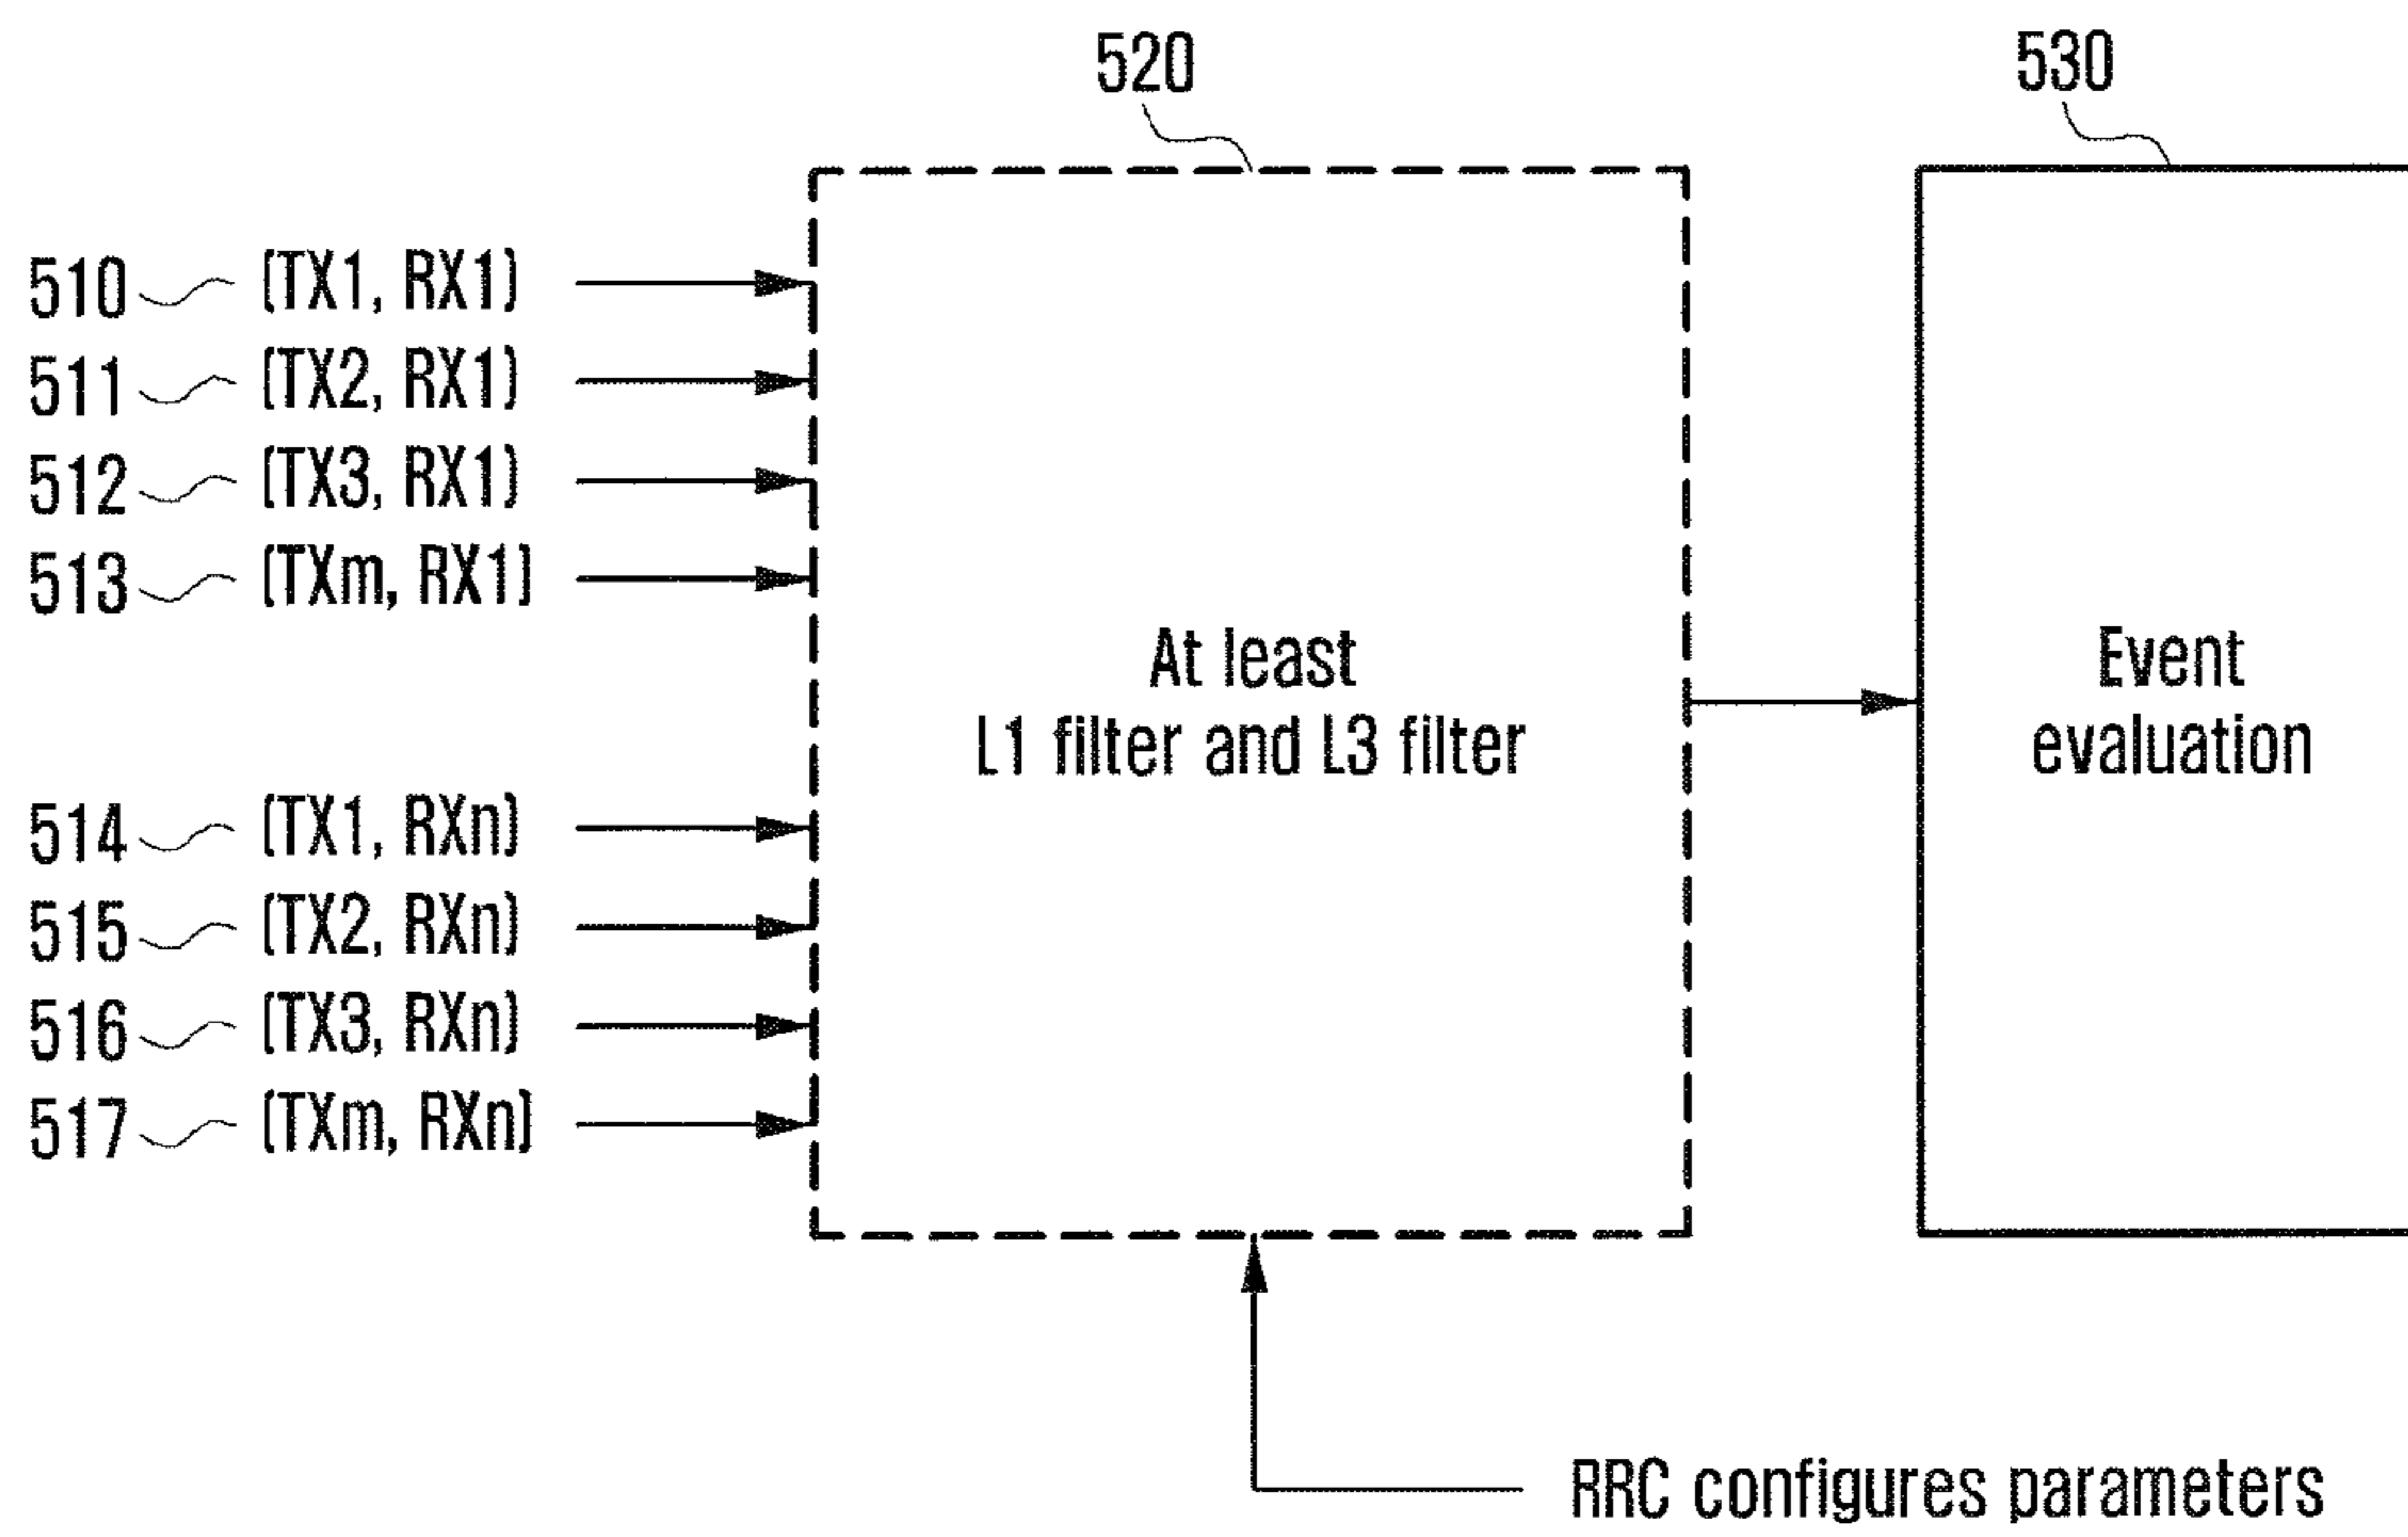 520
530
510 (TX1, RX1)
511 (TX2, RX1)
512 (TX3, RX1)
513 (TXm, RX1)
At least
L1 filter and L3 filter
Event
evaluation
514 (TX1, RXn)
515 (TX2, RXn)
516 (TX3, RXn)
517 (TXm, RXn)
RRC configures parameters